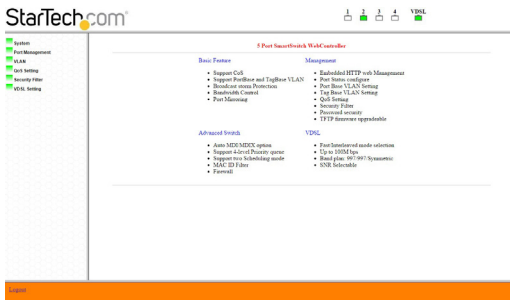 StarTech.com
1 2 3 4 VDSL
System
Port Management
VLAN
QoS Setting
Security Filter
VDSL Setting
5 Port SmartSwitch WebController
Basic Feature
Support CoS
Support PortBase and TagBase VLAN
Broadcast storm Protection
Bandwidth Control
Port Mirroring
Management
Embedded HTTP web Management
Port Status configure
Port Base VLAN Setting
Tag Base VLAN Setting
QoS Setting
Security Filter
Password security
TFTP firmware upgradeable
Advanced Switch
Auto MDI/MDIX option
Support 4-level Priority queue
Support two Scheduling mode
MAC ID Filter
Firewall
VDSL
Fast/Interleaved mode selection
Up to 100M bps
Band plan: 997/997-Symmetric
SNR Selectable
Logout